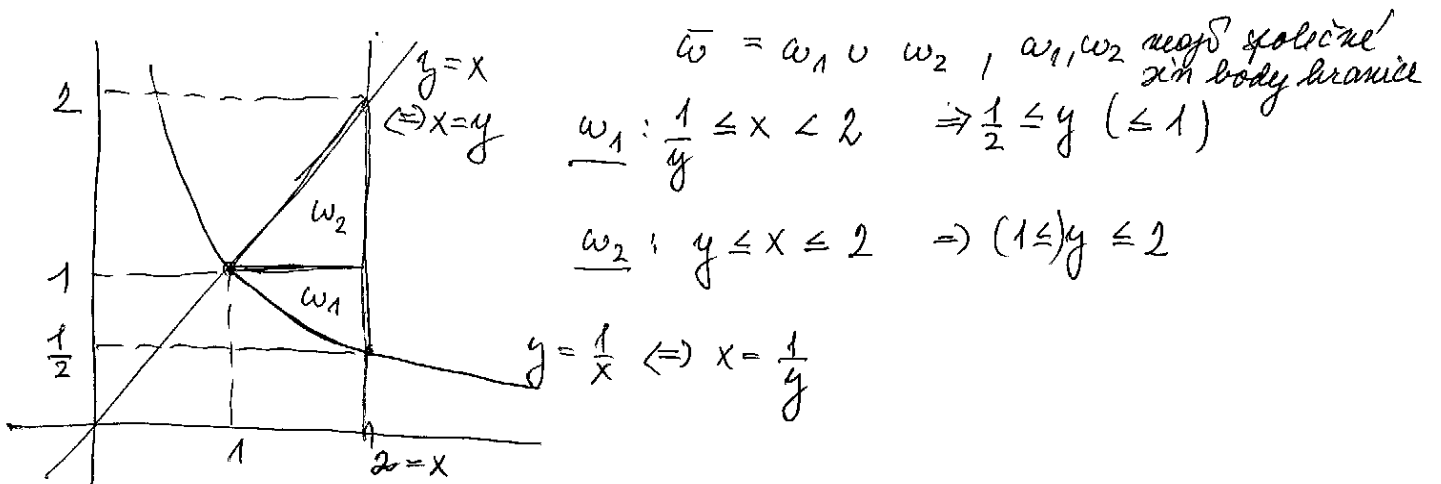 ω̄ = ω₁ ∪ ω₂ , ω₁, ω₂ mají společné
jen body hranice
y = x
⇔ x = y
ω₁ : 1/y ≤ x < 2 ⇒ 1/2 ≤ y (≤ 1)
ω₂ : y ≤ x ≤ 2 ⇒ (1 ≤) y ≤ 2
y = 1/x ⇔ x = 1/y
2
1
1/2
ω₂
ω₁
1
2 = x